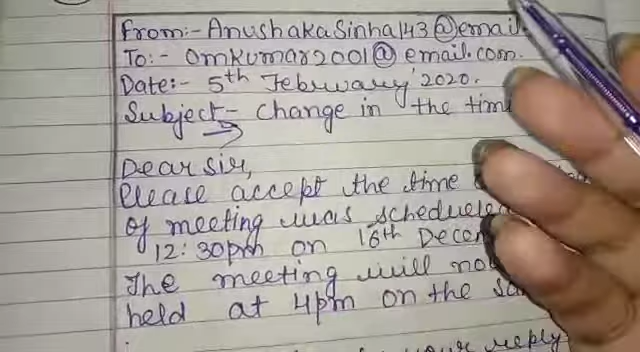 From:- AnushakaSinha143@email.
To:- Omkumar2001@email.com.
Date:- 5th February'2020.
Subject- Change in the time
Dear Sir,
Please accept the time
of meeting was scheduled
12:30pm on 16th Decem
The meeting will no
held at 4pm on the sa
your reply